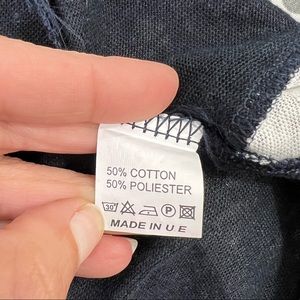 50% COTTON
50% POLIESTER
30 P
MADE IN U E